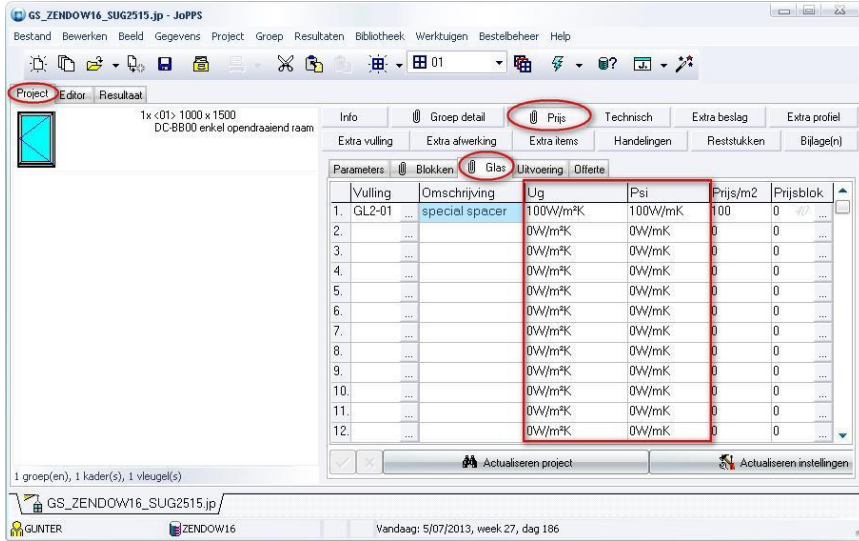 GS_ZENDOW16_SUG2515.jp - JoPPS
Bestand Bewerken Beeld Gegevens Project Groep Resultaten Bibliotheek Werktuigen Bestelbeheer Help
01
Project Editor Resultaat
1x <01> 1000 x 1500
DC-BB00 enkel opendraaiend raam
Info Groep detail Prijs Technisch Extra beslag Extra profiel
Extra vulling Extra afwerking Extra items Handelingen Reststukken Bijlage(n)
Parameters Blokken Glas Uitvoering Offerte
Vulling Omschrijving Ug Psi Prijs/m2 Prijsblok
1. GL2-01 ... special spacer 100W/m²K 100W/mK 100 0 ...
2. ... 0W/m²K 0W/mK 0 0 ...
3. ... 0W/m²K 0W/mK 0 0 ...
4. ... 0W/m²K 0W/mK 0 0 ...
5. ... 0W/m²K 0W/mK 0 0 ...
6. ... 0W/m²K 0W/mK 0 0 ...
7. ... 0W/m²K 0W/mK 0 0 ...
8. ... 0W/m²K 0W/mK 0 0 ...
9. ... 0W/m²K 0W/mK 0 0 ...
10. ... 0W/m²K 0W/mK 0 0 ...
11. ... 0W/m²K 0W/mK 0 0 ...
12. ... 0W/m²K 0W/mK 0 0 ...
Actualiseren project Actualiseren instellingen
1 groep(en), 1 kader(s), 1 vleugel(s)
GS_ZENDOW16_SUG2515.jp
GUNTER ZENDOW16 Vandaag: 5/07/2013, week 27, dag 186